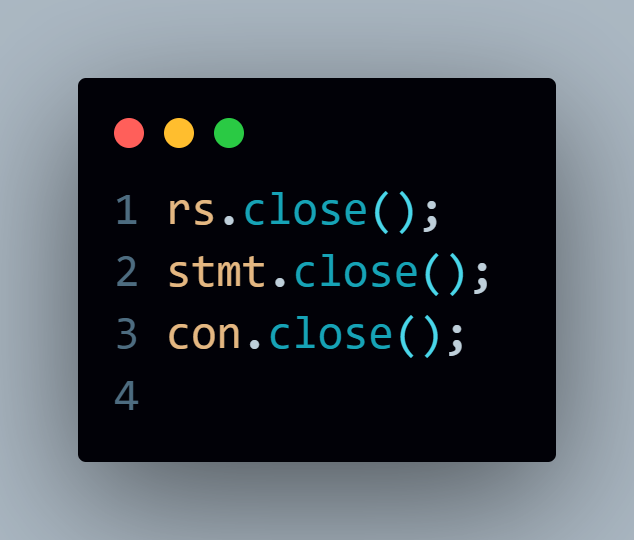 1 rs.close();
2 stmt.close();
3 con.close();
4